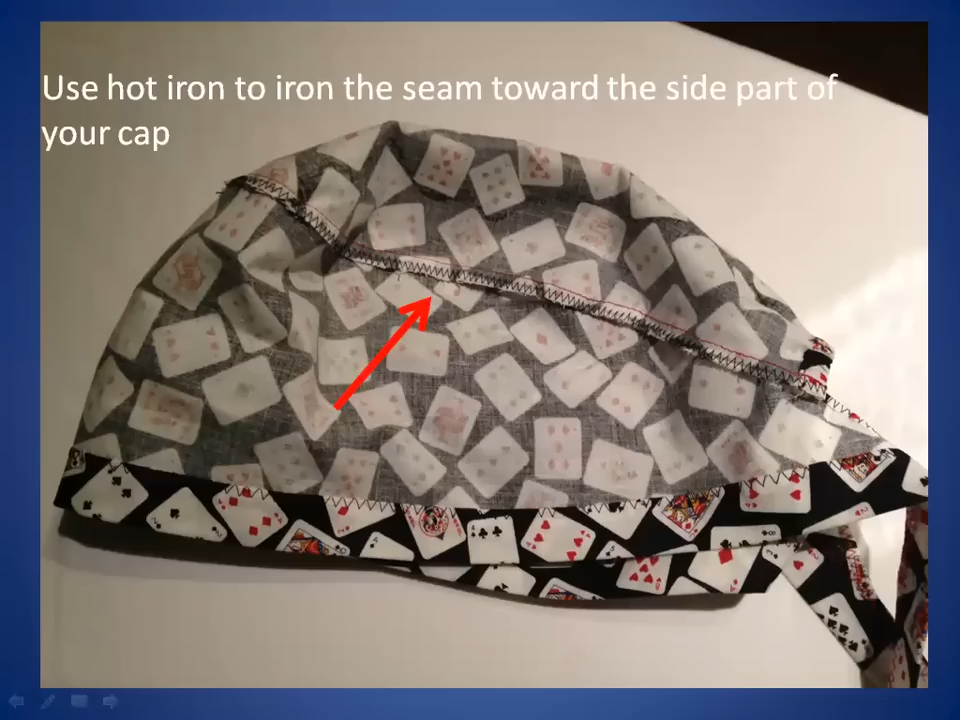 Use hot iron to iron the seam toward the side part of
your cap